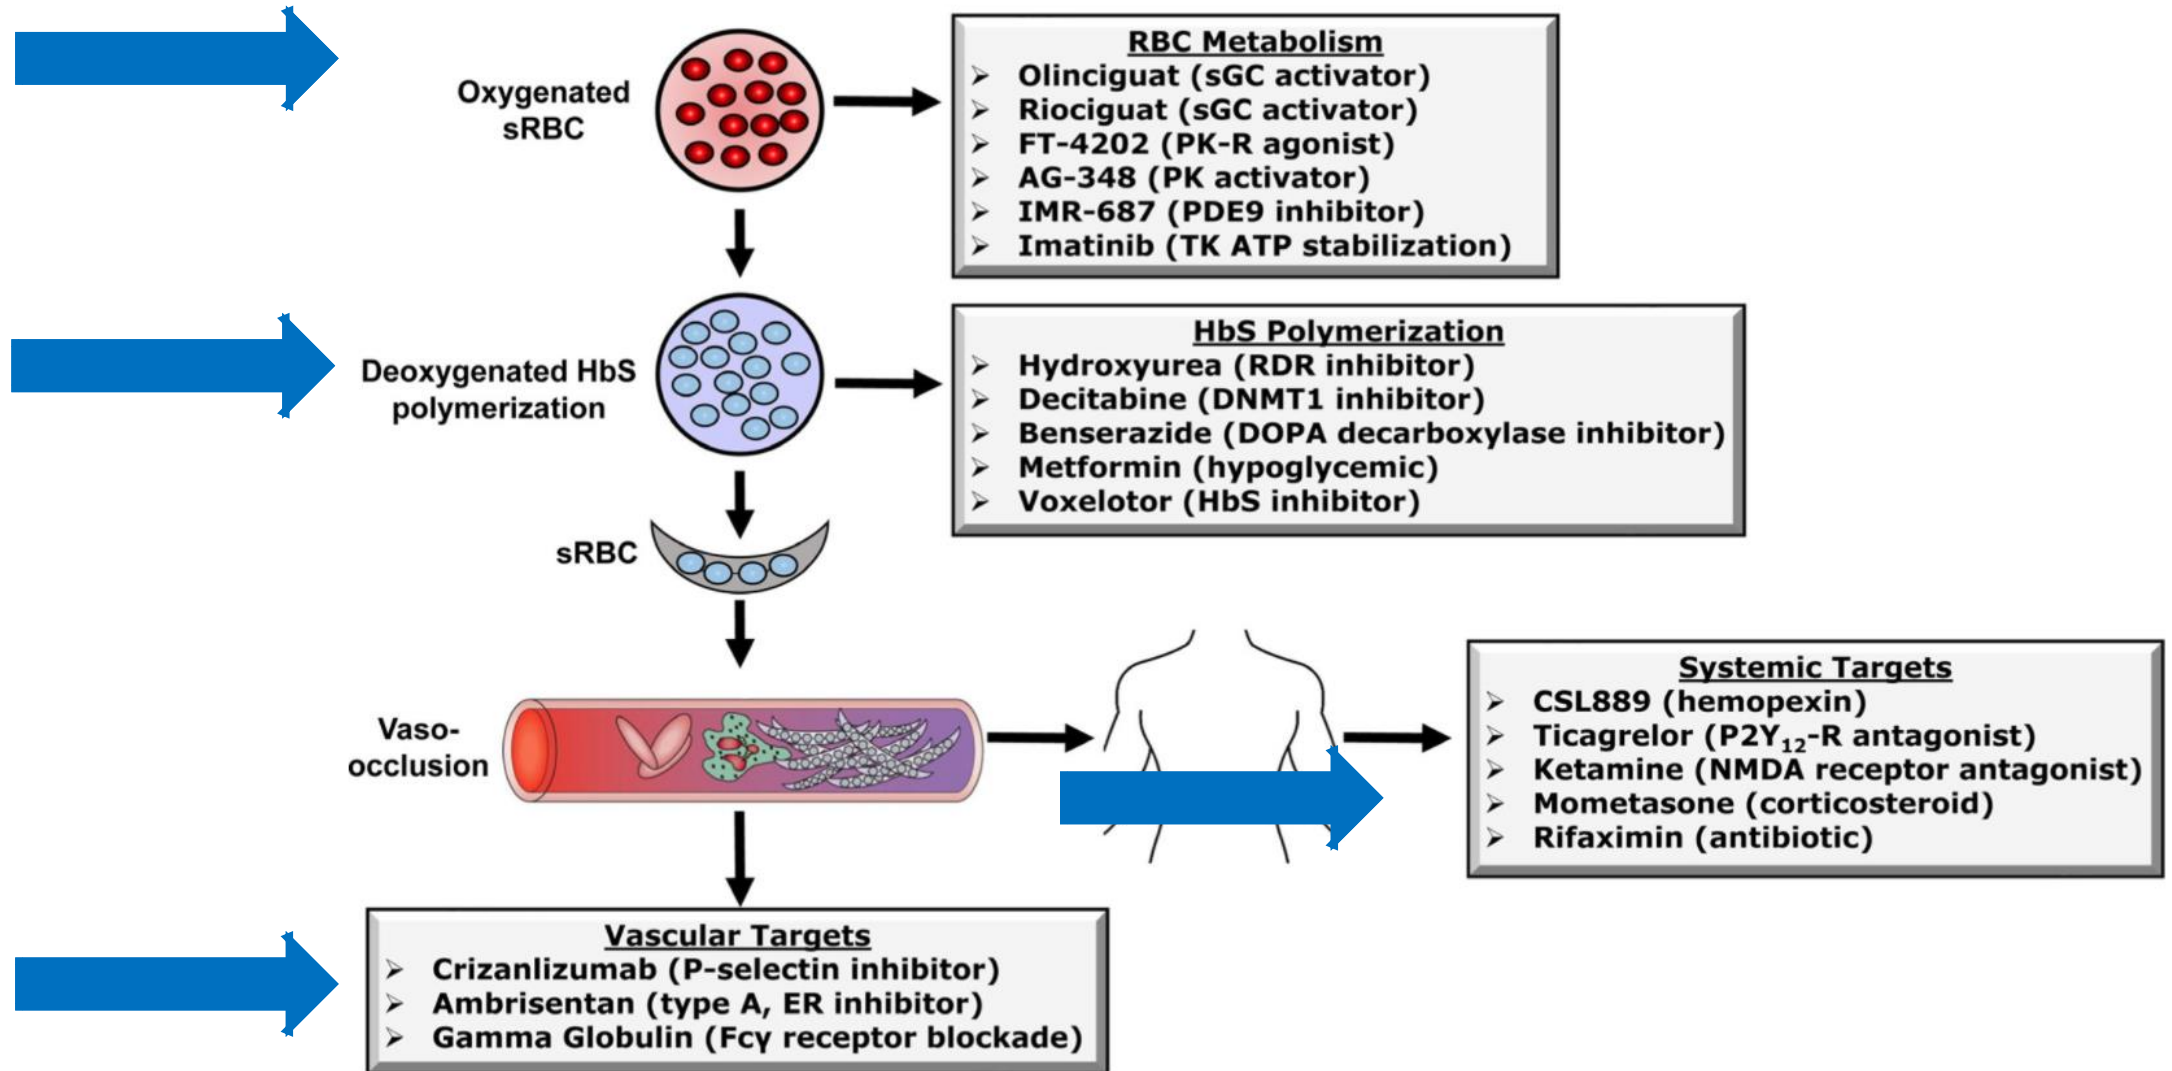 Oxygenated
sRBC
RBC Metabolism
➢ Olinciguat (sGC activator)
➢ Riociguat (sGC activator)
➢ FT-4202 (PK-R agonist)
➢ AG-348 (PK activator)
➢ IMR-687 (PDE9 inhibitor)
➢ Imatinib (TK ATP stabilization)
Deoxygenated HbS
polymerization
HbS Polymerization
➢ Hydroxyurea (RDR inhibitor)
➢ Decitabine (DNMT1 inhibitor)
➢ Benserazide (DOPA decarboxylase inhibitor)
➢ Metformin (hypoglycemic)
➢ Voxelotor (HbS inhibitor)
sRBC
Vaso-
occlusion
Systemic Targets
➢ CSL889 (hemopexin)
➢ Ticagrelor (P2Y₁₂-R antagonist)
➢ Ketamine (NMDA receptor antagonist)
➢ Mometasone (corticosteroid)
➢ Rifaximin (antibiotic)
Vascular Targets
➢ Crizanlizumab (P-selectin inhibitor)
➢ Ambrisentan (type A, ER inhibitor)
➢ Gamma Globulin (Fcγ receptor blockade)